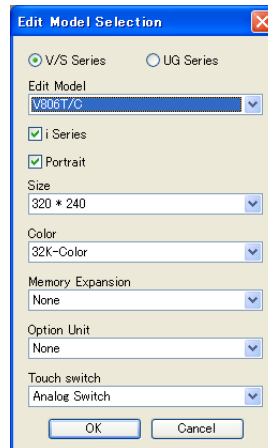 Edit Model Selection
V/S Series UG Series
Edit Model
V806T/C
i Series
Portrait
Size
320 * 240
Color
32K-Color
Memory Expansion
None
Option Unit
None
Touch switch
Analog Switch
OK Cancel